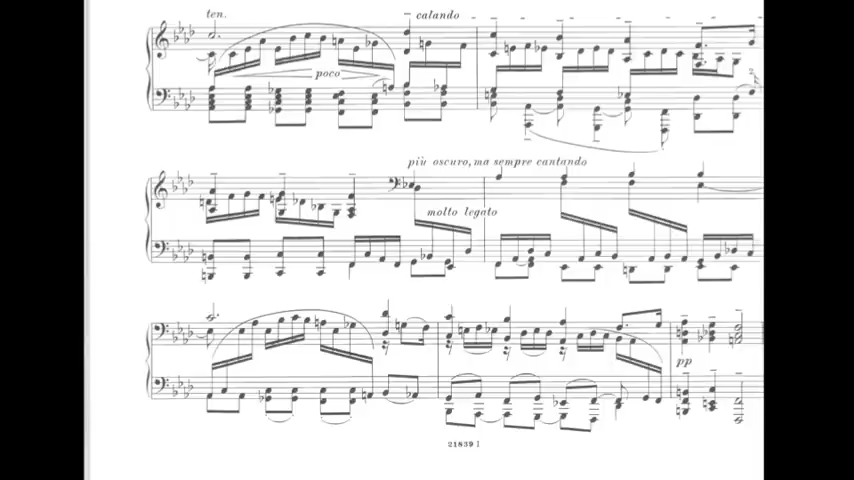 ten.
calando
poco
più oscuro, ma sempre cantando
molto legato
pp
21839 I